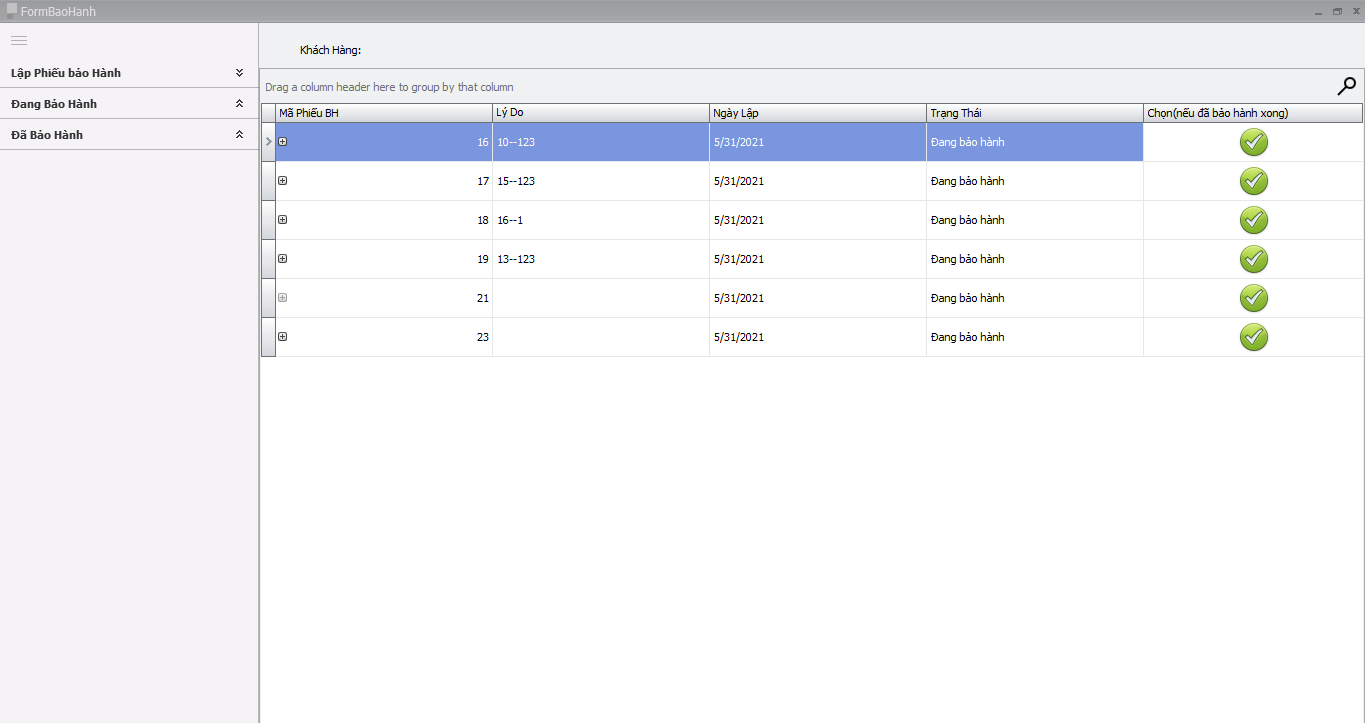 FormBaoHanh
Lập Phiếu bảo Hành
Đang Bảo Hành
Đã Bảo Hành
Khách Hàng:
Drag a column header here to group by that column
Mã Phiếu BH Lý Do Ngày Lập Trạng Thái Chọn(nếu đã bảo hành xong)
16 10--123 5/31/2021 Đang bảo hành
17 15--123 5/31/2021 Đang bảo hành
18 16--1 5/31/2021 Đang bảo hành
19 13--123 5/31/2021 Đang bảo hành
21 5/31/2021 Đang bảo hành
23 5/31/2021 Đang bảo hành